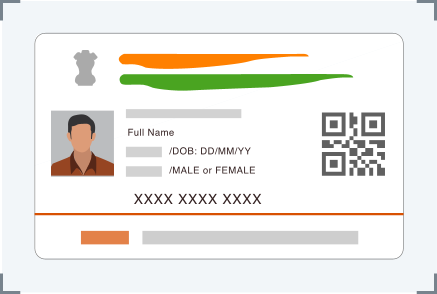 Full Name
/DOB: DD/MM/YY
/MALE or FEMALE
XXXX XXXX XXXX